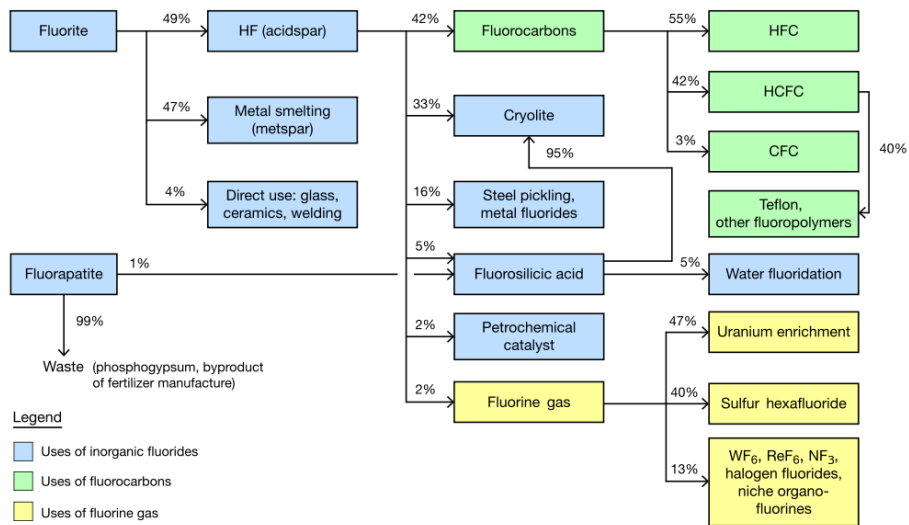 49%
42%
55%
Fluorite
HF (acidspar)
Fluorocarbons
HFC
47%
33%
42%
Metal smelting
(metspar)
Cryolite
HCFC
95%
3%
40%
CFC
4%
16%
Direct use: glass,
ceramics, welding
Steel pickling,
metal fluorides
Teflon,
other fluoropolymers
5%
1%
5%
Fluorapatite
Fluorosilicic acid
Water fluoridation
99%
2%
47%
Petrochemical
catalyst
Uranium enrichment
Waste (phosphogypsum, byproduct
of fertilizer manufacture)
2%
40%
Fluorine gas
Sulfur hexafluoride
Legend
Uses of inorganic fluorides
Uses of fluorocarbons
Uses of fluorine gas
13%
WF₆, ReF₆, NF₃,
halogen fluorides,
niche organo-
fluorines